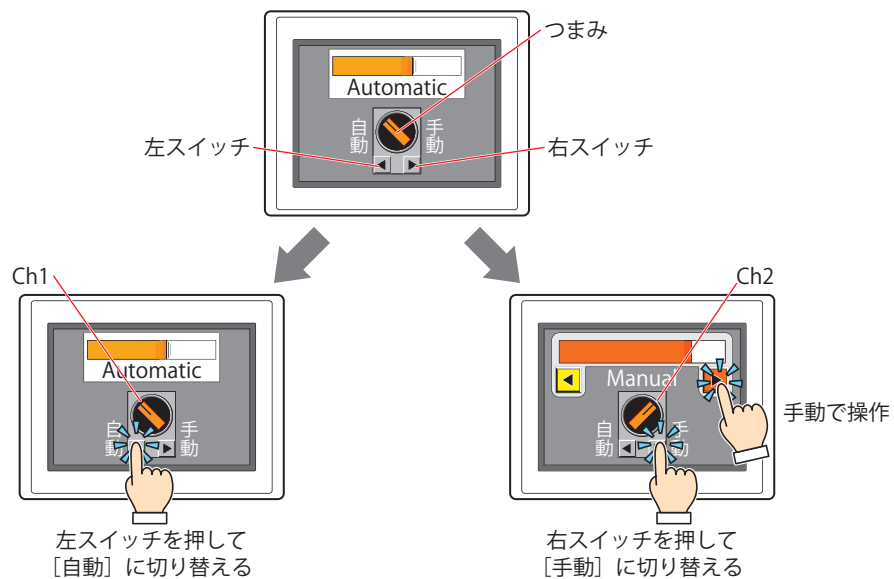 つまみ
Automatic
自動
手動
左スイッチ
右スイッチ
Ch1
Automatic
自動
手動
左スイッチを押して
［自動］に切り替える
Ch2
Manual
自動
手動
手動で操作
右スイッチを押して
［手動］に切り替える